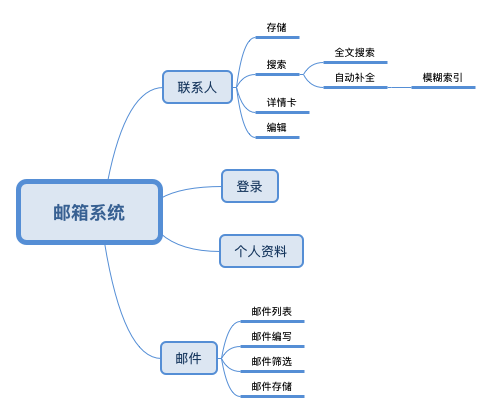 邮箱系统
联系人
存储
搜索
全文搜索
自动补全
模糊索引
详情卡
编辑
登录
个人资料
邮件
邮件列表
邮件编写
邮件筛选
邮件存储